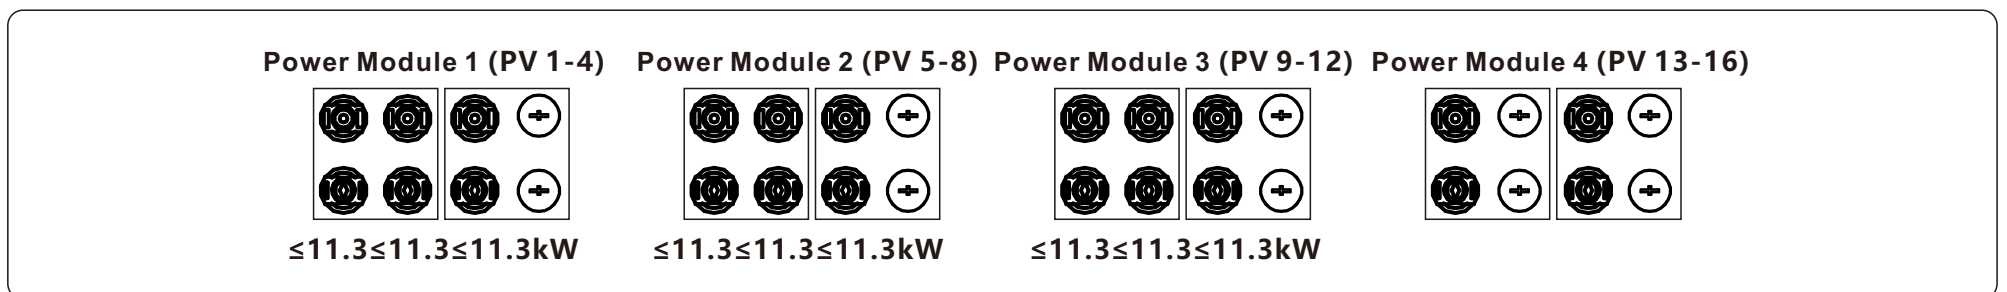 Power Module 1 (PV 1-4) Power Module 2 (PV 5-8) Power Module 3 (PV 9-12) Power Module 4 (PV 13-16)
≤11.3≤11.3≤11.3kW ≤11.3≤11.3≤11.3kW ≤11.3≤11.3≤11.3kW